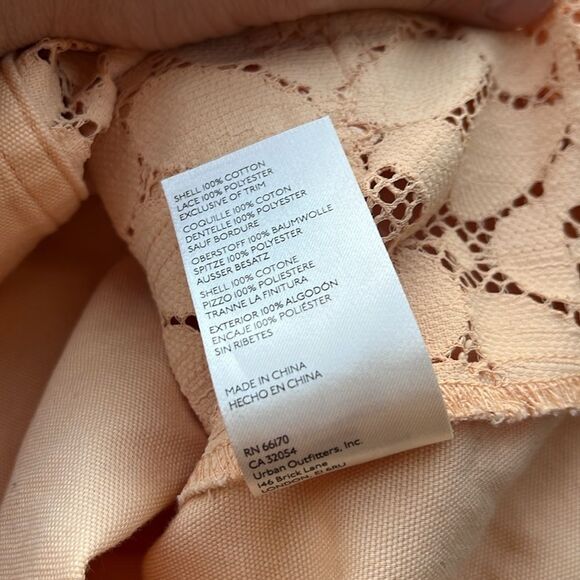 SHELL 100% COTTON
LACE 100% POLYESTER
EXCLUSIVE OF TRIM
COQUILLE 100% COTON
DENTELLE 100% POLYESTER
SAUF BORDURE
OBERSTOFF 100% BAUMWOLLE
SPITZE 100% POLYESTER
AUSSER BESATZ
SHELL 100% COTONE
PIZZO 100% POLIESTERE
TRANNE LA FINITURA
EXTERIOR 100% ALGODÓN
ENCAJE 100% POLIÉSTER
SIN RIBETES
MADE IN CHINA
HECHO EN CHINA
RN 66170
CA 32054
Urban Outfitters, Inc.
146 Brick Lane
LONDON, E1 6RU